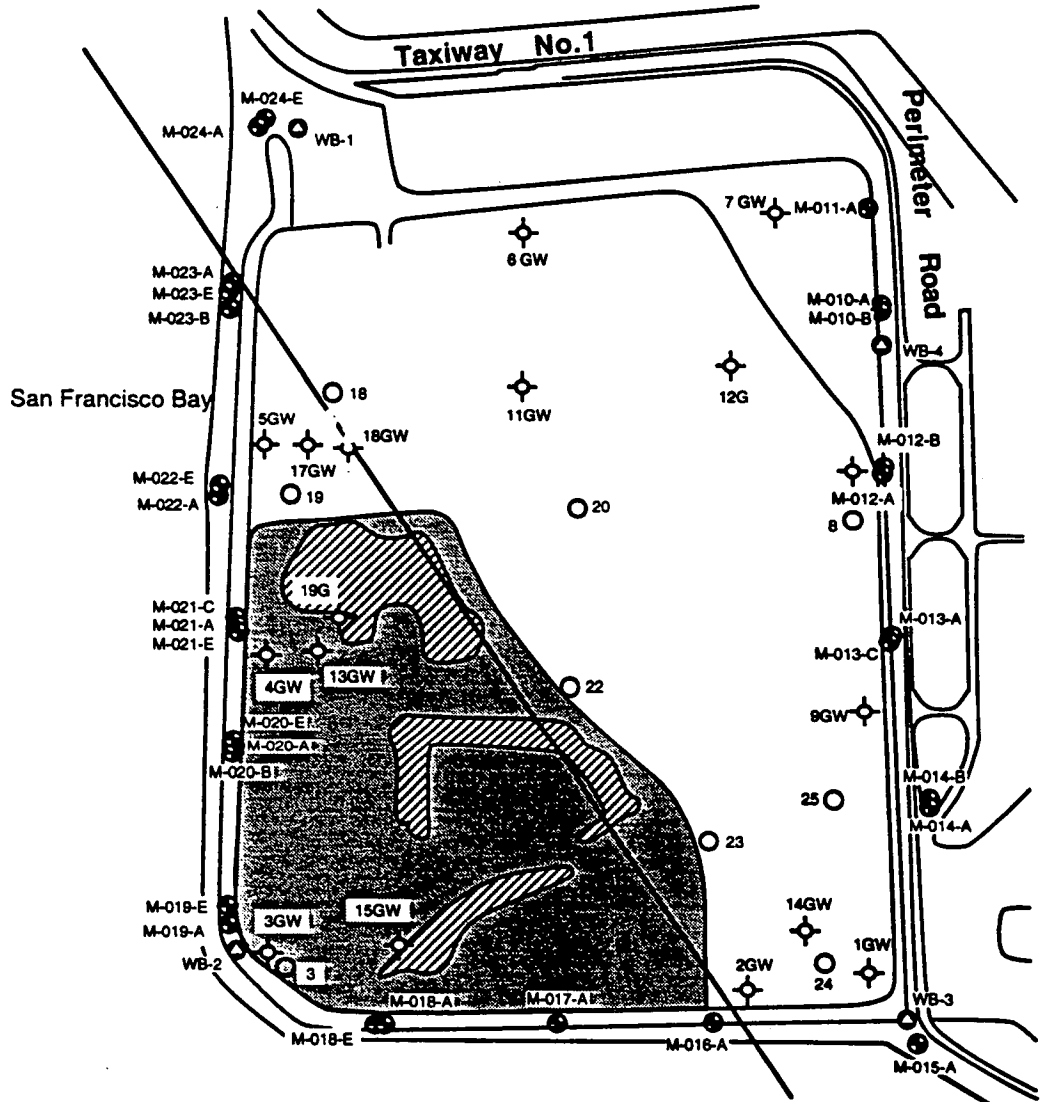 Taxiway No.1
M-024-E
M-024-A
WB-1
Perimeter Road
7 GW
M-011-A
6 GW
M-023-A
M-023-E
M-023-B
M-010-A
M-010-B
WB-4
San Francisco Bay
18
11GW
12G
5GW
17GW
18GW
M-012-B
M-022-E
M-022-A
19
20
M-012-A
8
19G
M-021-C
M-021-A
M-021-E
M-013-A
M-013-C
4GW
13GW
22
9GW
M-020-E
M-020-A
M-020-B
M-014-B
25
M-014-A
23
M-019-E
M-019-A
3GW
15GW
14GW
WB-2
3
1GW
24
2GW
M-018-A
M-017-A
WB-3
M-018-E
M-016-A
M-015-A